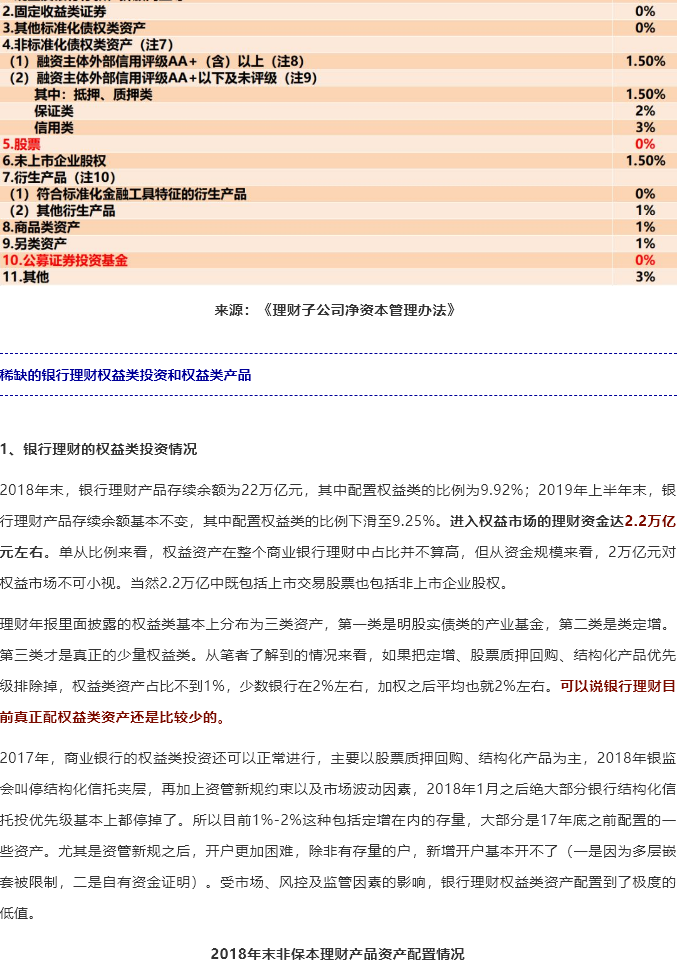 2.固定收益类证券 0%
3.其他标准化债权类资产 0%
4.非标准化债权类资产（注7）
（1）融资主体外部信用评级AA+（含）以上（注8） 1.50%
（2）融资主体外部信用评级AA+以下及未评级（注9）
其中：抵押、质押类 1.50%
保证类 2%
信用类 3%
5.股票 0%
6.未上市企业股权 1.50%
7.衍生产品（注10）
（1）符合标准化金融工具特征的衍生产品 0%
（2）其他衍生产品 1%
8.商品类资产 1%
9.另类资产 1%
10.公募证券投资基金 0%
11.其他 3%
来源：《理财子公司净资本管理办法》
稀缺的银行理财权益类投资和权益类产品
1、银行理财的权益类投资情况
2018年末，银行理财产品存续余额为22万亿元，其中配置权益类的比例为9.92%；2019年上半年末，银
行理财产品存续余额基本不变，其中配置权益类的比例下滑至9.25%。进入权益市场的理财资金达2.2万亿
元左右。单从比例来看，权益资产在整个商业银行理财中占比并不算高，但从资金规模来看，2万亿元对
权益市场不可小视。当然2.2万亿中既包括上市交易股票也包括非上市企业股权。
理财年报里面披露的权益类基本上分布为三类资产，第一类是明股实债类的产业基金，第二类是类定增。
第三类才是真正的少量权益类。从笔者了解到的情况来看，如果把定增、股票质押回购、结构化产品优先
级排除掉，权益类资产占比不到1%，少数银行在2%左右，加权之后平均也就2%左右。可以说银行理财目
前真正配权益类资产还是比较少的。
2017年，商业银行的权益类投资还可以正常进行，主要以股票质押回购、结构化产品为主，2018年银监
会叫停结构化信托夹层，再加上资管新规约束以及市场波动因素，2018年1月之后绝大部分银行结构化信
托投优先级基本上都停掉了。所以目前1%-2%这种包括定增在内的存量，大部分是17年底之前配置的一
些资产。尤其是资管新规之后，开户更加困难，除非有存量的户，新增开户基本开不了（一是因为多层嵌
套被限制，二是自有资金证明）。受市场、风控及监管因素的影响，银行理财权益类资产配置到了极度的
低值。
2018年末非保本理财产品资产配置情况